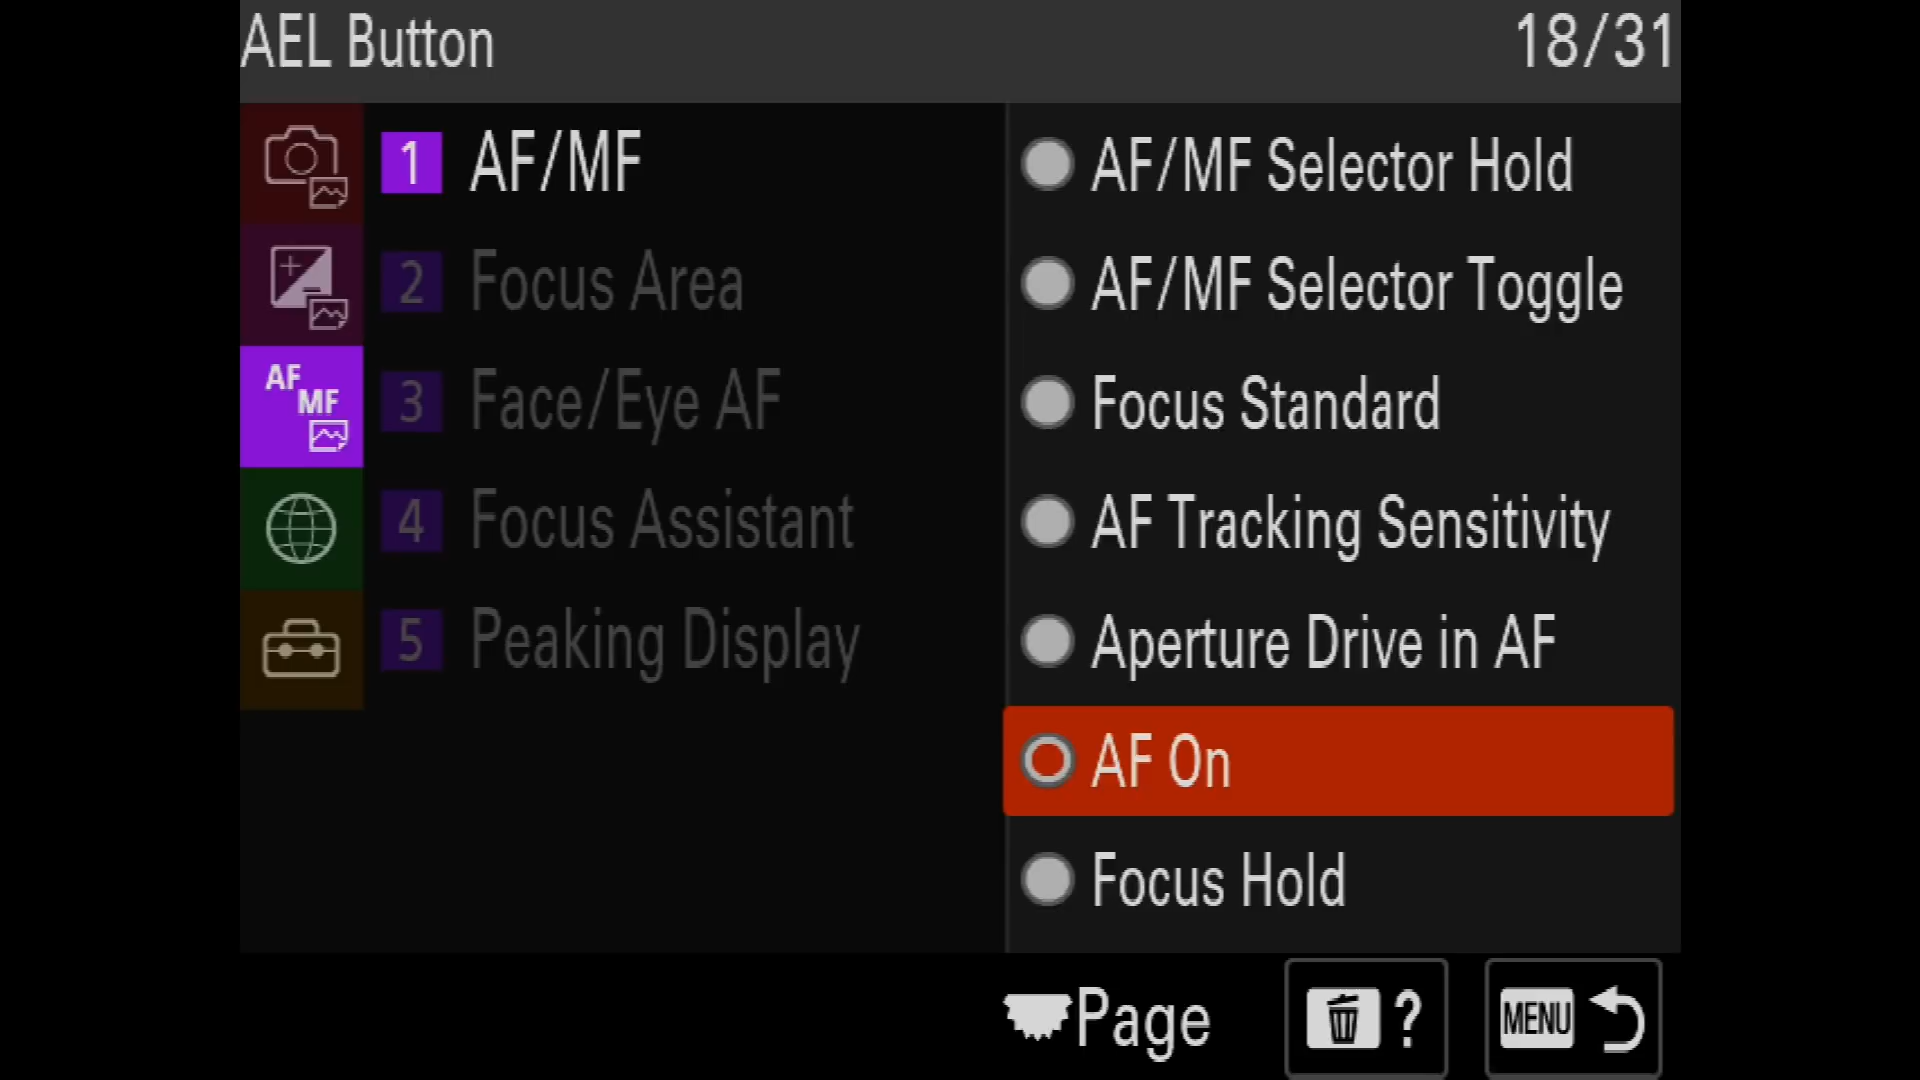 AEL Button 18/31
AF MF
1 AF/MF
2 Focus Area
3 Face/Eye AF
4 Focus Assistant
5 Peaking Display
AF/MF Selector Hold
AF/MF Selector Toggle
Focus Standard
AF Tracking Sensitivity
Aperture Drive in AF
AF On
Focus Hold
Page ? MENU